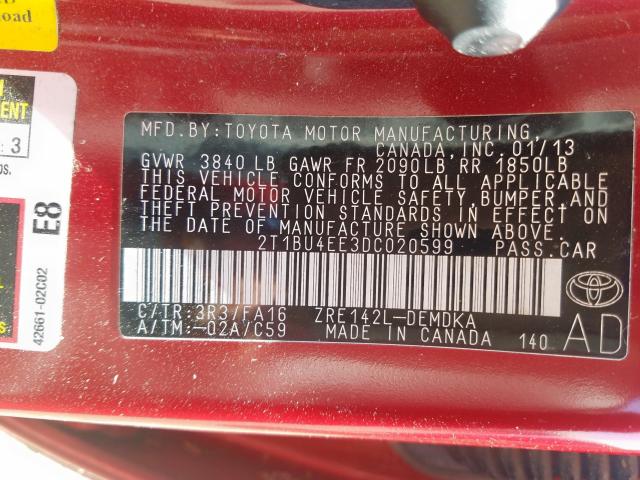 oad
ENT
: 3
os.
E8
42661-02C02
MFD. BY: TOYOTA MOTOR MANUFACTURING,
CANADA, INC. 01/13
GVWR 3840 LB GAWR FR 2090LB, RR 1850LB
THIS VEHICLE CONFORMS TO ALL APPLICABLE
FEDERAL MOTOR VEHICLE SAFETY, BUMPER, AND
THEFT PREVENTION STANDARDS IN EFFECT ON
THE DATE OF MANUFACTURE SHOWN ABOVE.
2T1BU4EE3DC020599 PASS. CAR
C/TR: 3R3/FA16 ZRE142L-DEMDKA
A/TM: -02A/C59 MADE IN CANADA 140 AD